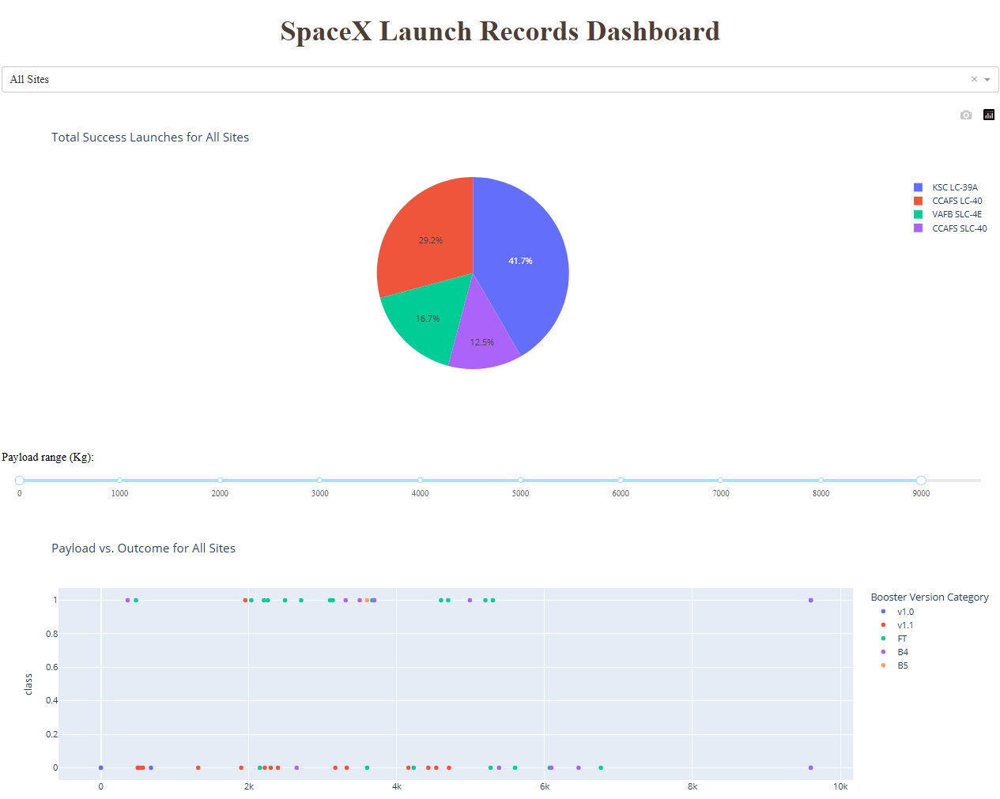 SpaceX Launch Records Dashboard
All Sites
Total Success Launches for All Sites
KSC LC-39A
CCAFS LC-40
VAFB SLC-4E
CCAFS SLC-40
29.2%
41.7%
16.7%
12.5%
Payload range (Kg):
0 1000 2000 3000 4000 5000 6000 7000 8000 9000
Payload vs. Outcome for All Sites
Booster Version Category
v1.0
v1.1
FT
B4
B5
1
0.8
0.6
0.4
0.2
0
class
0 2k 4k 6k 8k 10k